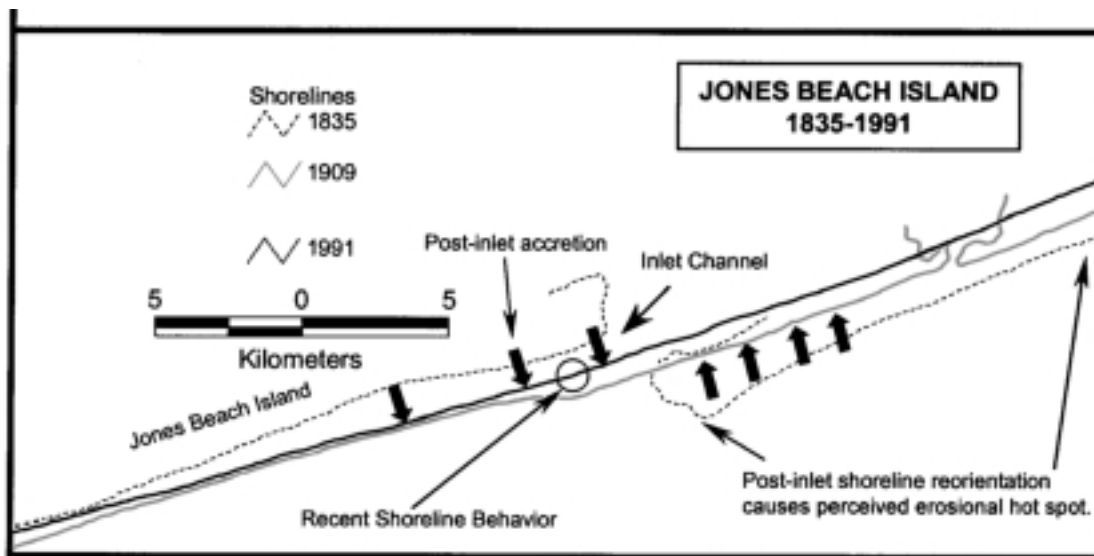 JONES BEACH ISLAND
1835-1991
Shorelines
1835
1909
1991
Post-inlet accretion
Inlet Channel
5 0 5
Kilometers
Jones Beach Island
Recent Shoreline Behavior
Post-inlet shoreline reorientation
causes perceived erosional hot spot.